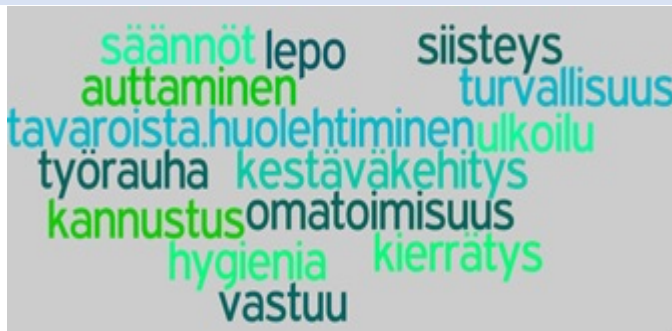 säännöt lepo siisteys
auttaminen turvallisuus
tavaroista.huolehtiminen ulkoilu
työrauha kestäväkehitys
kannustus omatoimisuus
hygienia kierrätys
vastuu